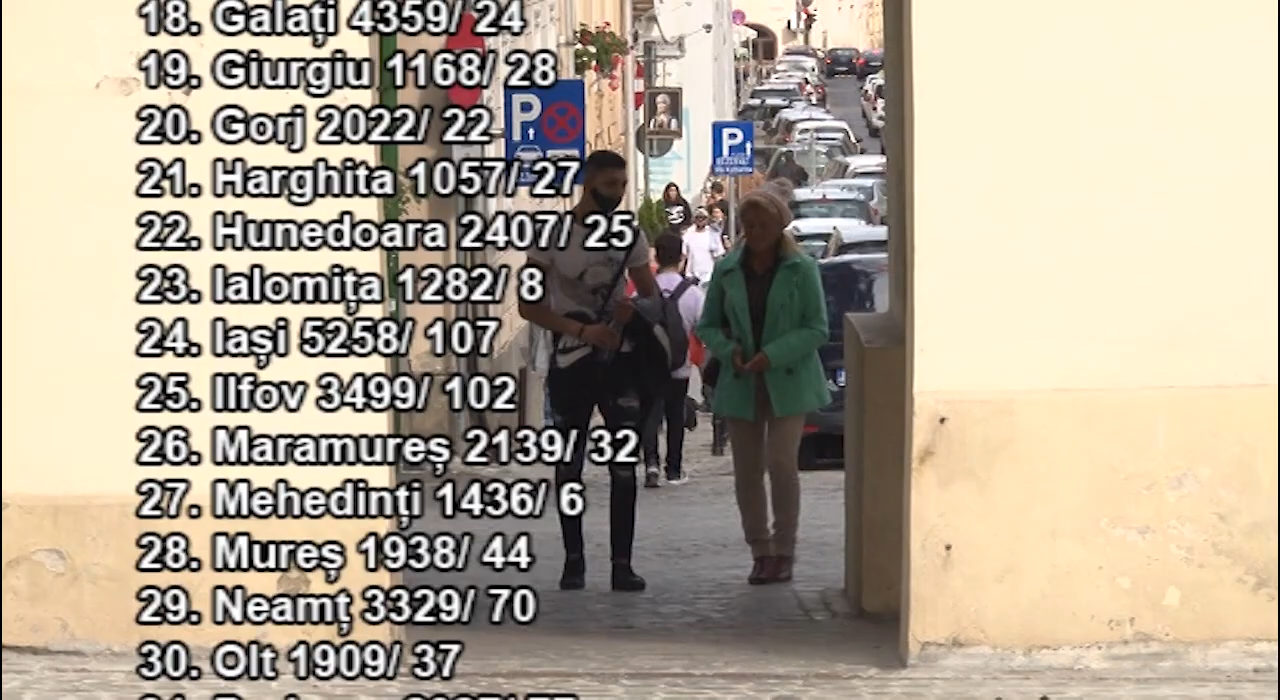 18. Galați 4359/ 24
19. Giurgiu 1168/ 28
20. Gorj 2022/ 22
21. Harghita 1057/ 27
22. Hunedoara 2407/ 25
23. Ialomița 1282/ 8
24. Iași 5258/ 107
25. Ilfov 3499/ 102
26. Maramureș 2139/ 32
27. Mehedinți 1436/ 6
28. Mureș 1938/ 44
29. Neamț 3329/ 70
30. Olt 1909/ 37
P
P